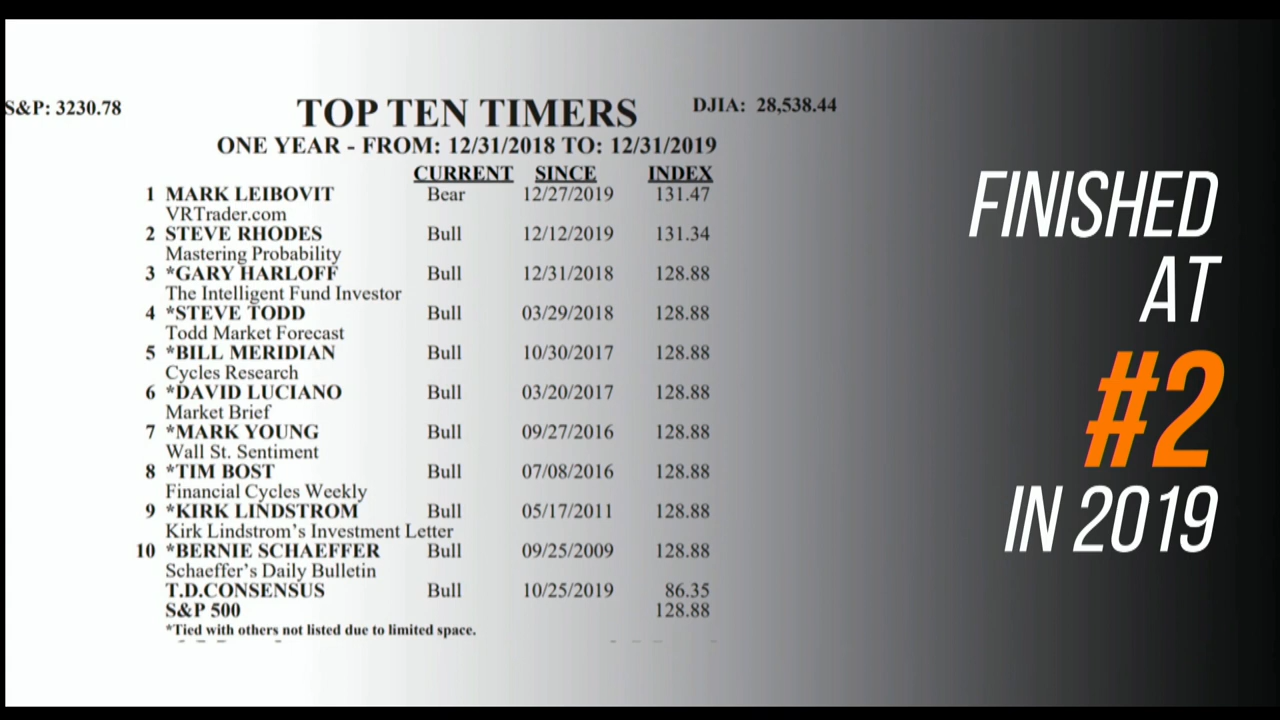 S&P: 3230.78 TOP TEN TIMERS DJIA: 28,538.44
ONE YEAR - FROM: 12/31/2018 TO: 12/31/2019
CURRENT SINCE INDEX
1 MARK LEIBOVIT Bear 12/27/2019 131.47
VRTrader.com
2 STEVE RHODES Bull 12/12/2019 131.34
Mastering Probability
3 *GARY HARLOFF Bull 12/31/2018 128.88
The Intelligent Fund Investor
4 *STEVE TODD Bull 03/29/2018 128.88
Todd Market Forecast
5 *BILL MERIDIAN Bull 10/30/2017 128.88
Cycles Research
6 *DAVID LUCIANO Bull 03/20/2017 128.88
Market Brief
7 *MARK YOUNG Bull 09/27/2016 128.88
Wall St. Sentiment
8 *TIM BOST Bull 07/08/2016 128.88
Financial Cycles Weekly
9 *KIRK LINDSTROM Bull 05/17/2011 128.88
Kirk Lindstrom's Investment Letter
10 *BERNIE SCHAEFFER Bull 09/25/2009 128.88
Schaeffer's Daily Bulletin
T.D.CONSENSUS Bull 10/25/2019 86.35
S&P 500 128.88
*Tied with others not listed due to limited space.
FINISHED
AT
#2
IN 2019